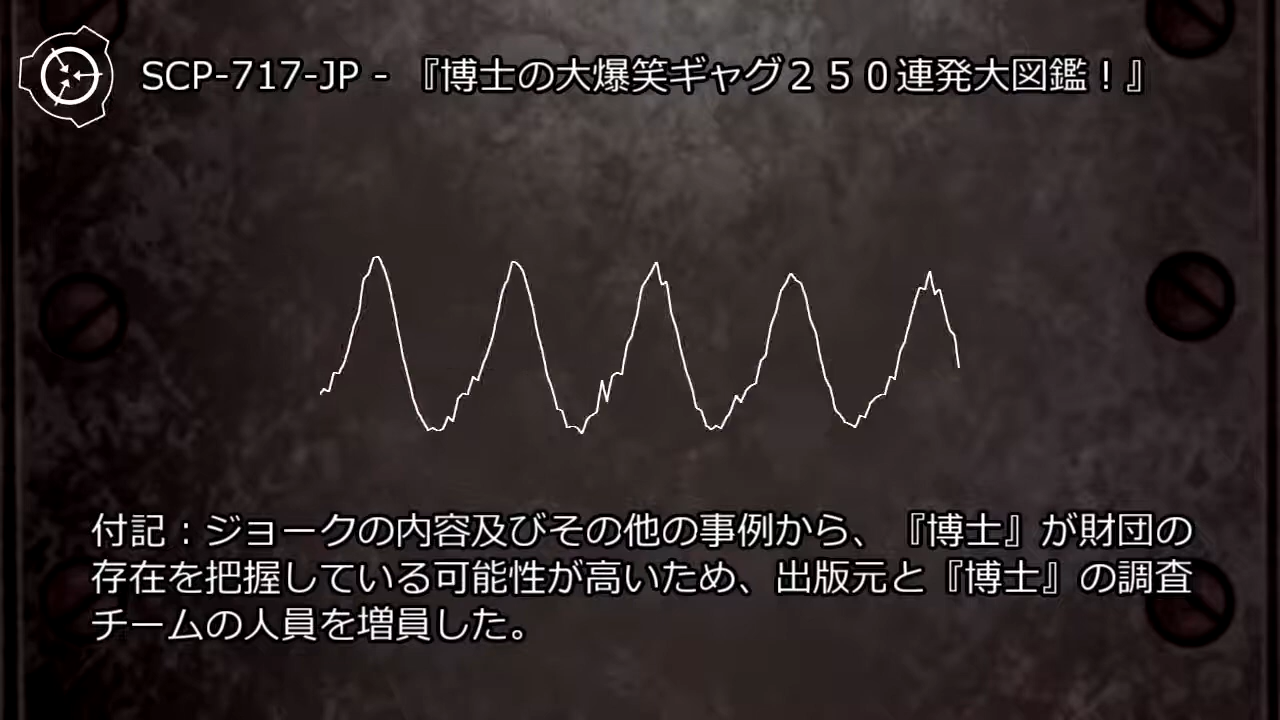 SCP-717-JP - 『博士の大爆笑ギャグ２５０連発大図鑑！』
付記：ジョークの内容及びその他の事例から、『博士』が財団の
存在を把握している可能性が高いため、出版元と『博士』の調査
チームの人員を増員した。